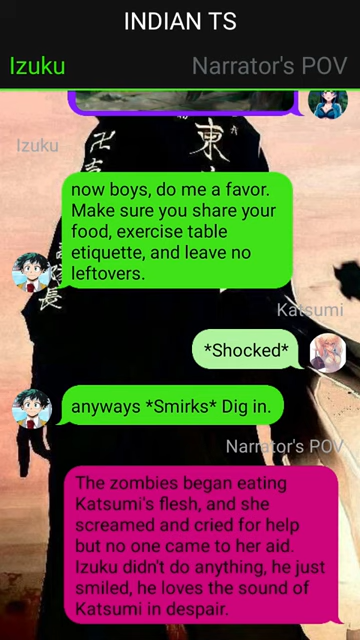 INDIAN TS
Izuku
Narrator's POV
Izuku
卍
東
now boys, do me a favor.
Make sure you share your
food, exercise table
etiquette, and leave no
leftovers.
長
Katsumi
*Shocked*
anyways *Smirks* Dig in.
Narrator's POV
The zombies began eating
Katsumi's flesh, and she
screamed and cried for help
but no one came to her aid.
Izuku didn't do anything, he just
smiled, he loves the sound of
Katsumi in despair.